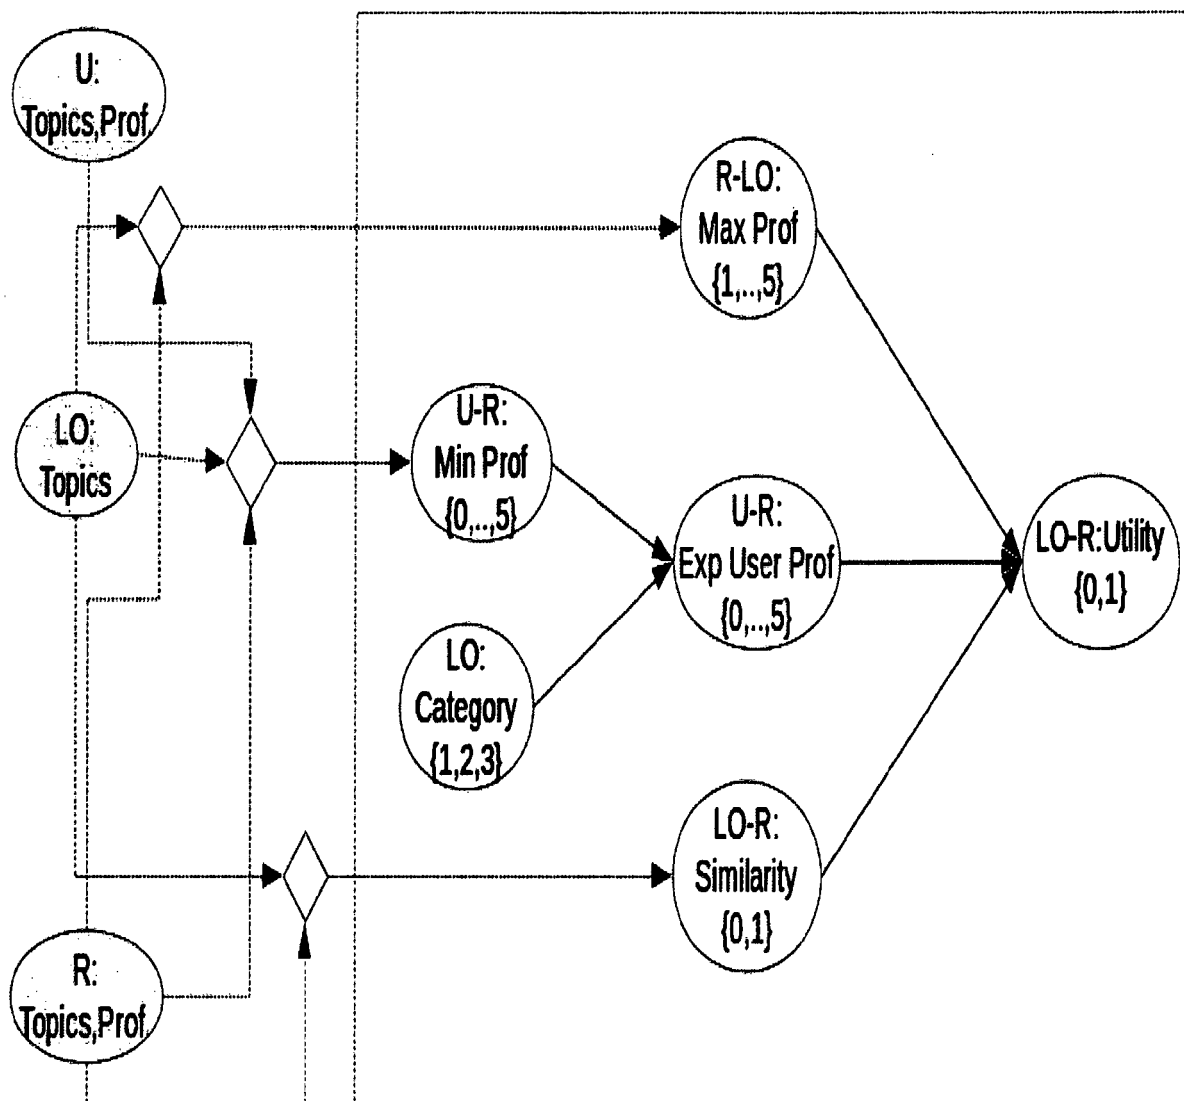 U:
Topics,Prof.
R-LO:
Max Prof
{1,..,5}
LO:
Topics
U-R:
Min Prof
{0,..,5}
U-R:
Exp User Prof
{0,..,5}
LO-R:Utility
{0,1}
LO:
Category
{1,2,3}
LO-R:
Similarity
{0,1}
R:
Topics,Prof.